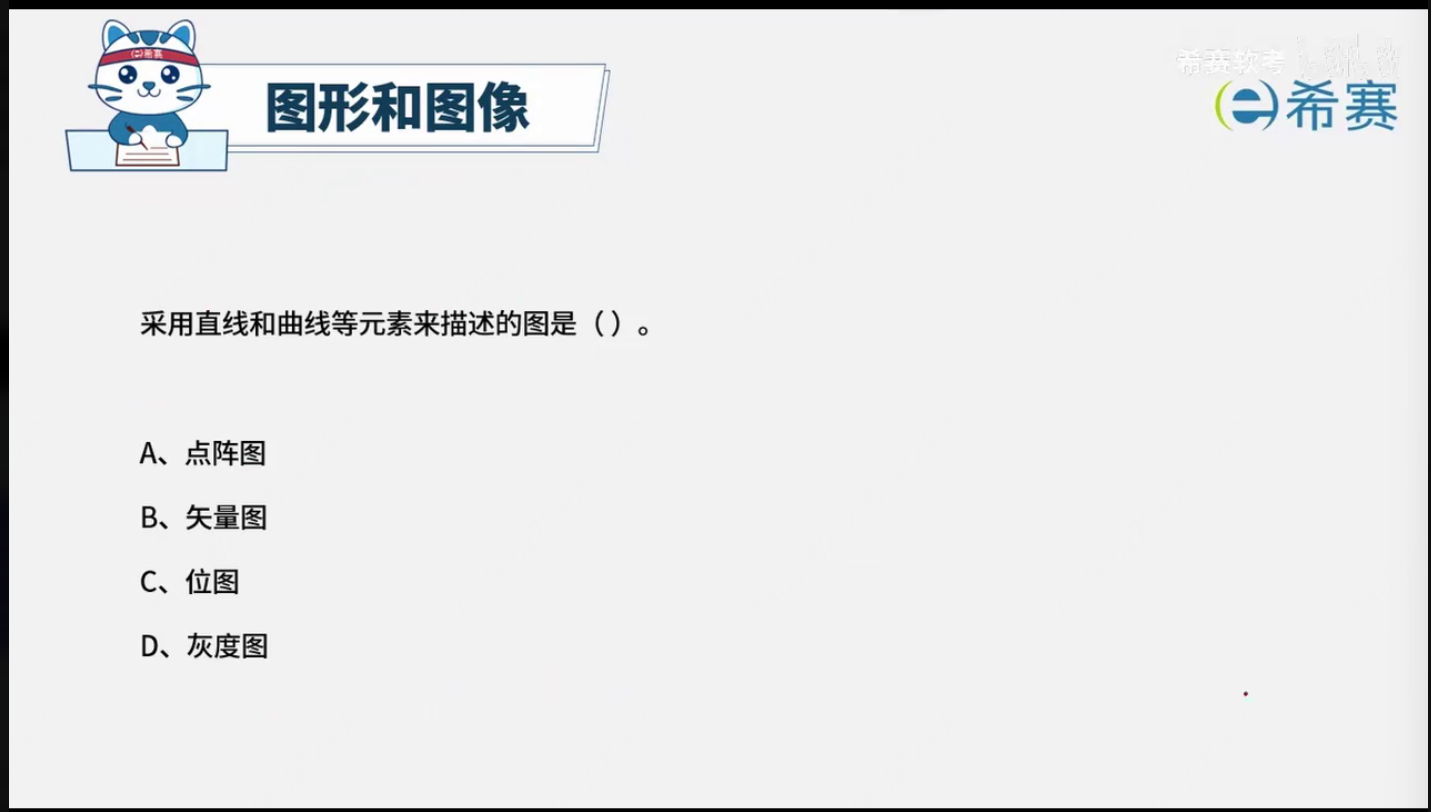 希赛
图形和图像
希赛软考
希赛
采用直线和曲线等元素来描述的图是（ ）。
A、点阵图
B、矢量图
C、位图
D、灰度图